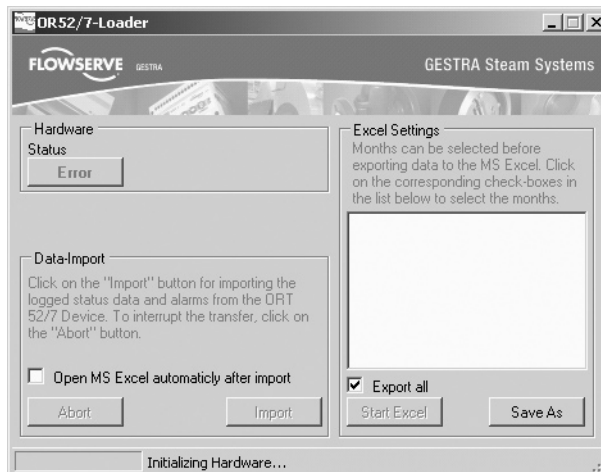 OR52/7-Loader
FLOWSERVE GESTRA
GESTRA Steam Systems
Hardware
Status
Error
Data-Import
Click on the "Import" button for importing the
logged status data and alarms from the ORT
52/7 Device. To interrupt the transfer, click on
the "Abort" button.
Open MS Excel automaticly after import
Abort
Import
Excel Settings
Months can be selected before
exporting data to the MS Excel. Click
on the corresponding check-boxes in
the list below to select the months.
Export all
Start Excel
Save As
Initializing Hardware...